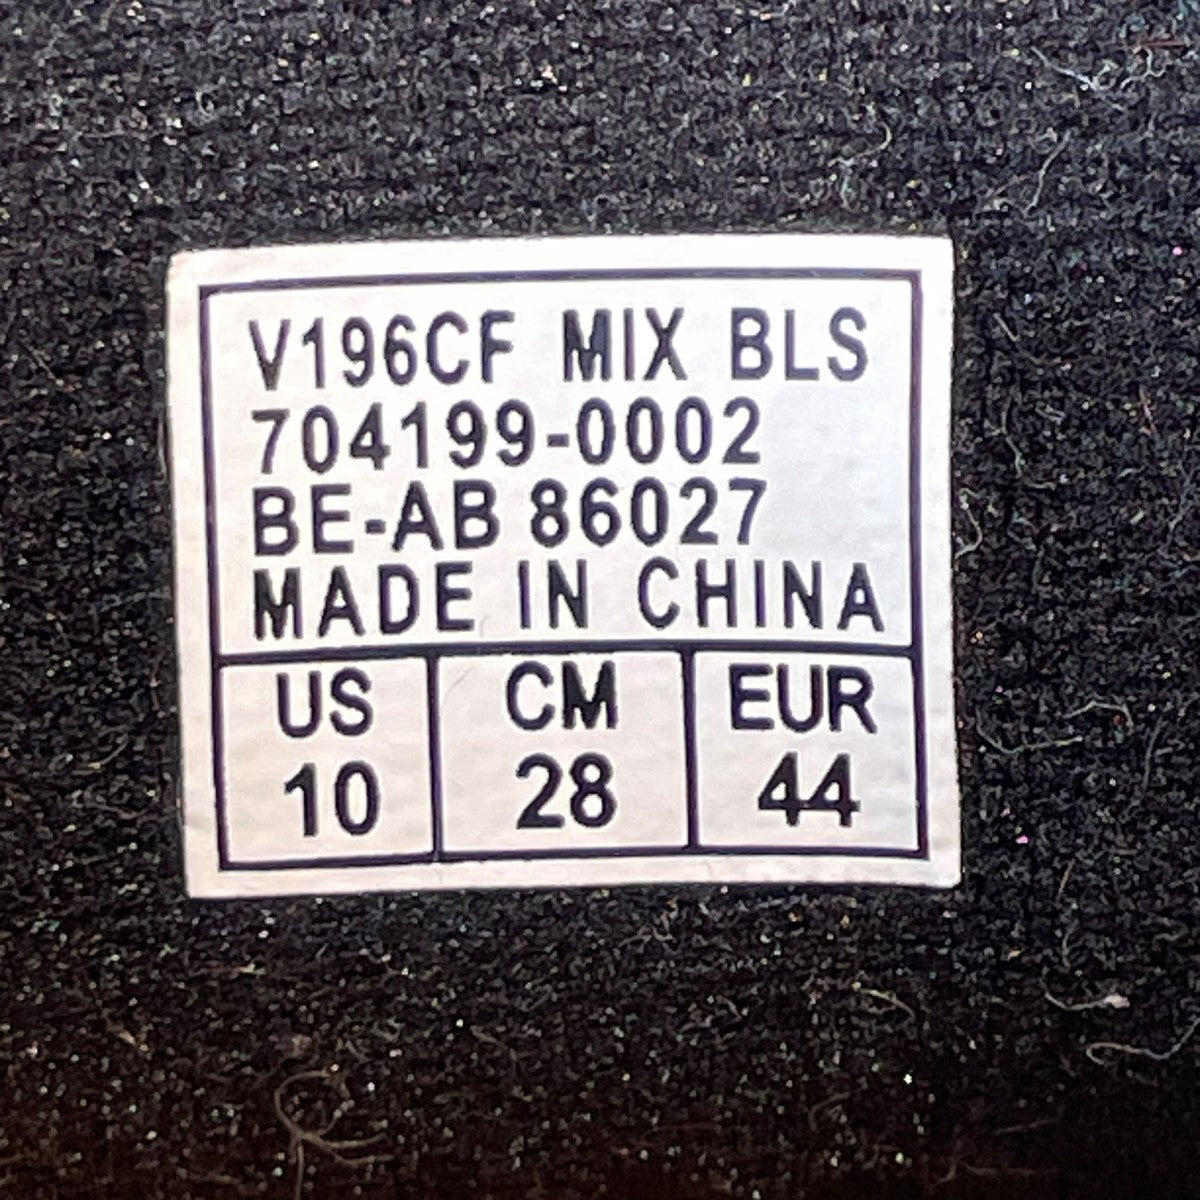 V196CF MIX BLS
704199-0002
BE-AB 86027
MADE IN CHINA
US CM EUR
10 28 44